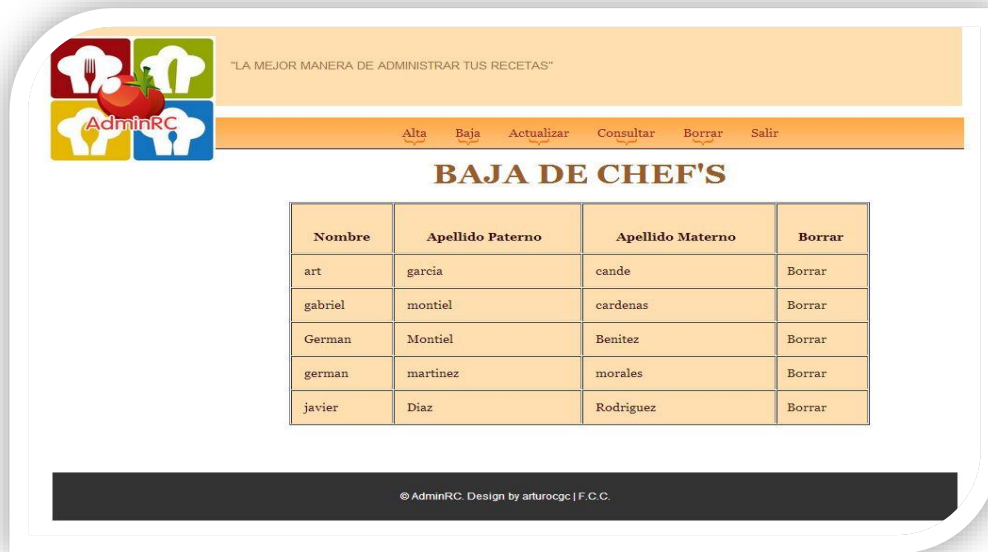 "LA MEJOR MANERA DE ADMINISTRAR TUS RECETAS"
AdminRC
Alta Baja Actualizar Consultar Borrar Salir
BAJA DE CHEF'S
Nombre Apellido Paterno Apellido Materno Borrar
art garcia cande Borrar
gabriel montiel cardenas Borrar
German Montiel Benitez Borrar
german martinez morales Borrar
javier Diaz Rodriguez Borrar
© AdminRC. Design by arturocgc | F.C.C.